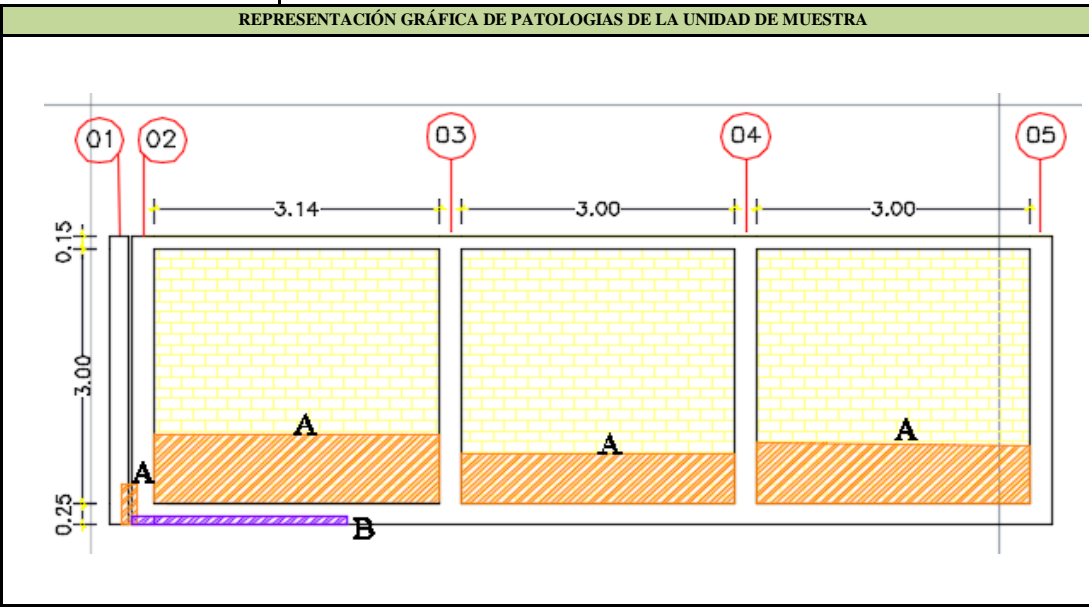 REPRESENTACIÓN GRÁFICA DE PATOLOGIAS DE LA UNIDAD DE MUESTRA
01 02 03 04 05
3.14 3.00 3.00
0.15
3.00
A A A
A
0.25
B